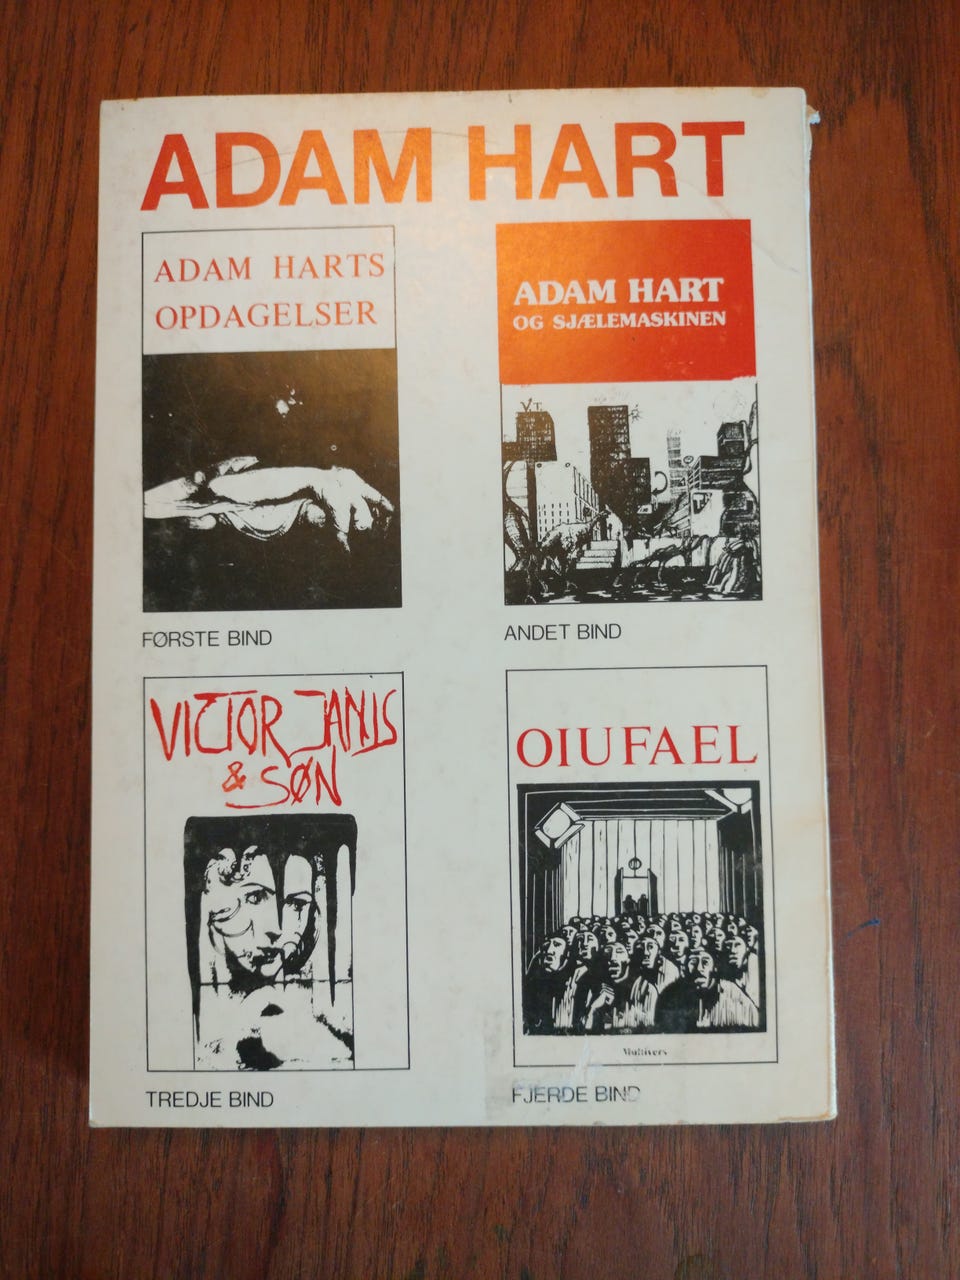 ADAM HART
ADAM HARTS
OPDAGELSER
FØRSTE BIND
ADAM HART
OG SJÆLEMASKINEN
V.T.
ANDET BIND
VICTOR JANIS
& SØN
TREDJE BIND
OIUFAEL
Multivers
FJERDE BIND